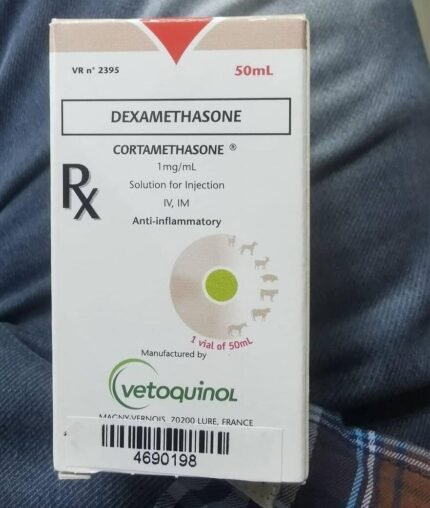 VR n° 2395
50mL
DEXAMETHASONE
CORTAMETHASONE ®
1mg/mL
Solution for Injection
IV, IM
Anti-inflammatory
Rx
1 vial of 50mL
Manufactured by
vetoquinol
MAGNY-VERNOIS, 70200 LURE, FRANCE
4690198